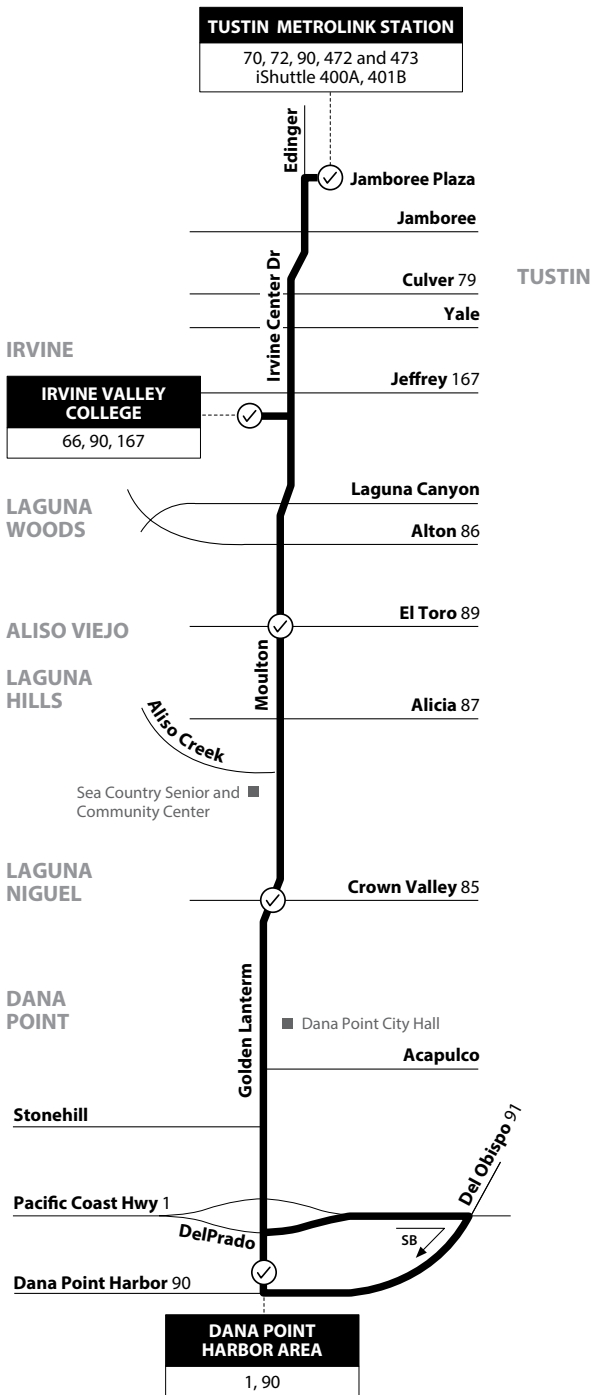 TUSTIN METROLINK STATION
70, 72, 90, 472 and 473
iShuttle 400A, 401B
Edinger
Jamboree Plaza
Jamboree
Irvine Center Dr
Culver 79
TUSTIN
Yale
IRVINE
Jeffrey 167
IRVINE VALLEY
COLLEGE
66, 90, 167
Laguna Canyon
LAGUNA
WOODS
Alton 86
El Toro 89
ALISO VIEJO
Moulton
LAGUNA
HILLS
Alicia 87
Aliso Creek
Sea Country Senior and
Community Center
LAGUNA
NIGUEL
Crown Valley 85
DANA
POINT
Golden Lanterm
Dana Point City Hall
Acapulco
Stonehill
Del Obispo 91
Pacific Coast Hwy 1
DelPrado
SB
Dana Point Harbor 90
DANA POINT
HARBOR AREA
1, 90